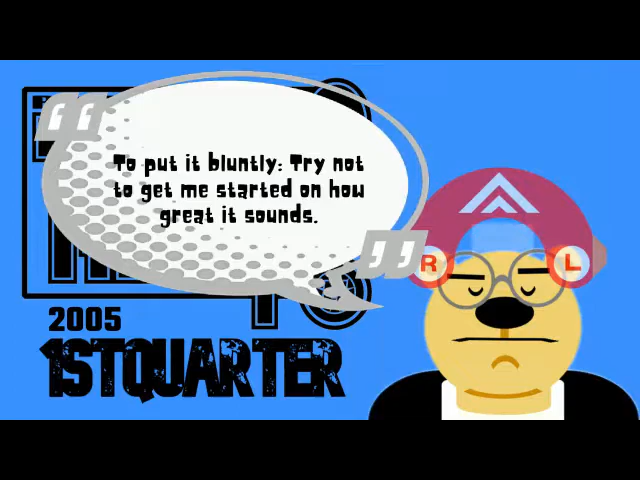 To put it bluntly: Try not
to get me started on how
great it sounds.
R
L
2005
1STQUARTER